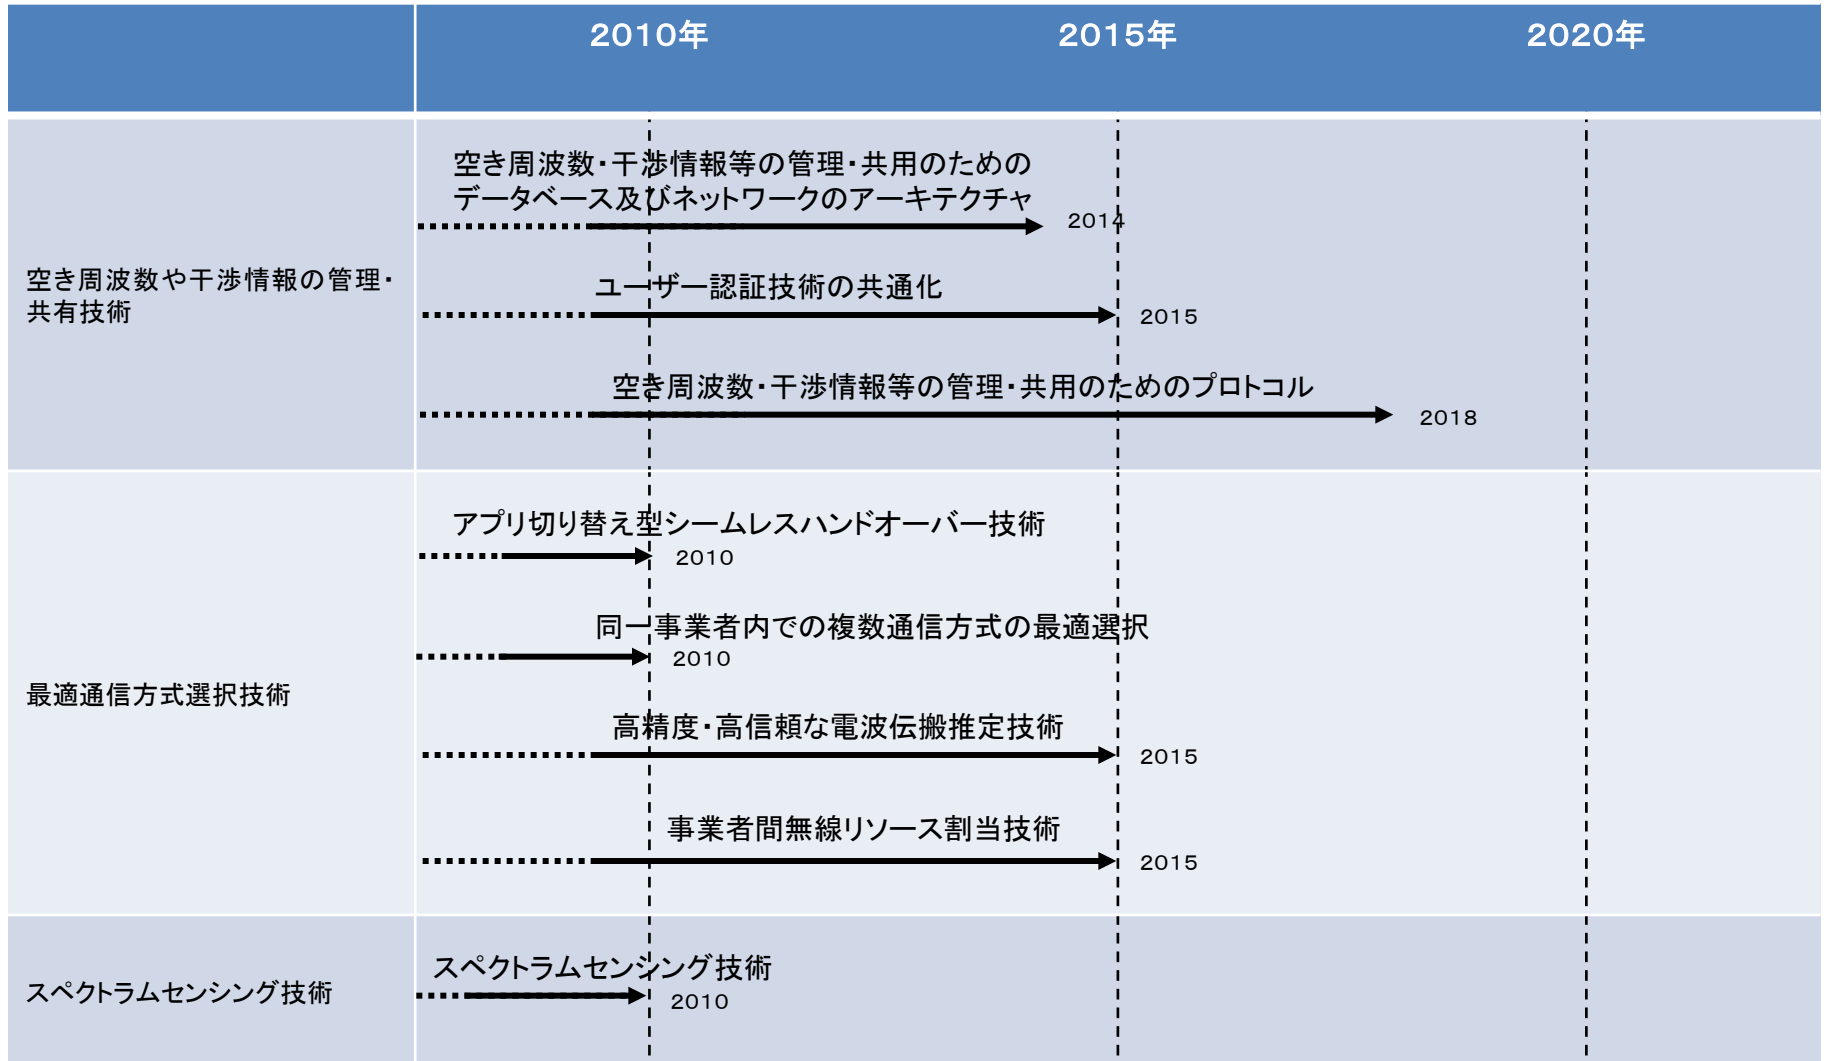 2010年
2015年
2020年
空き周波数や干渉情報の管理・
共有技術
空き周波数・干渉情報等の管理・共用のための
データベース及びネットワークのアーキテクチャ
2014
ユーザー認証技術の共通化
2015
空き周波数・干渉情報等の管理・共用のためのプロトコル
2018
最適通信方式選択技術
アプリ切り替え型シームレスハンドオーバー技術
2010
同一事業者内での複数通信方式の最適選択
2010
高精度・高信頼な電波伝搬推定技術
2015
事業者間無線リソース割当技術
2015
スペクトラムセンシング技術
スペクトラムセンシング技術
2010